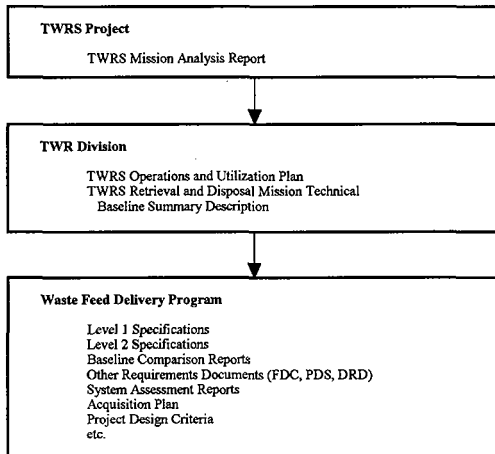 TWRS Project
TWRS Mission Analysis Report
TWR Division
TWRS Operations and Utilization Plan
TWRS Retrieval and Disposal Mission Technical
Baseline Summary Description
Waste Feed Delivery Program
Level 1 Specifications
Level 2 Specifications
Baseline Comparison Reports
Other Requirements Documents (FDC, PDS, DRD)
System Assessment Reports
Acquisition Plan
Project Design Criteria
etc.